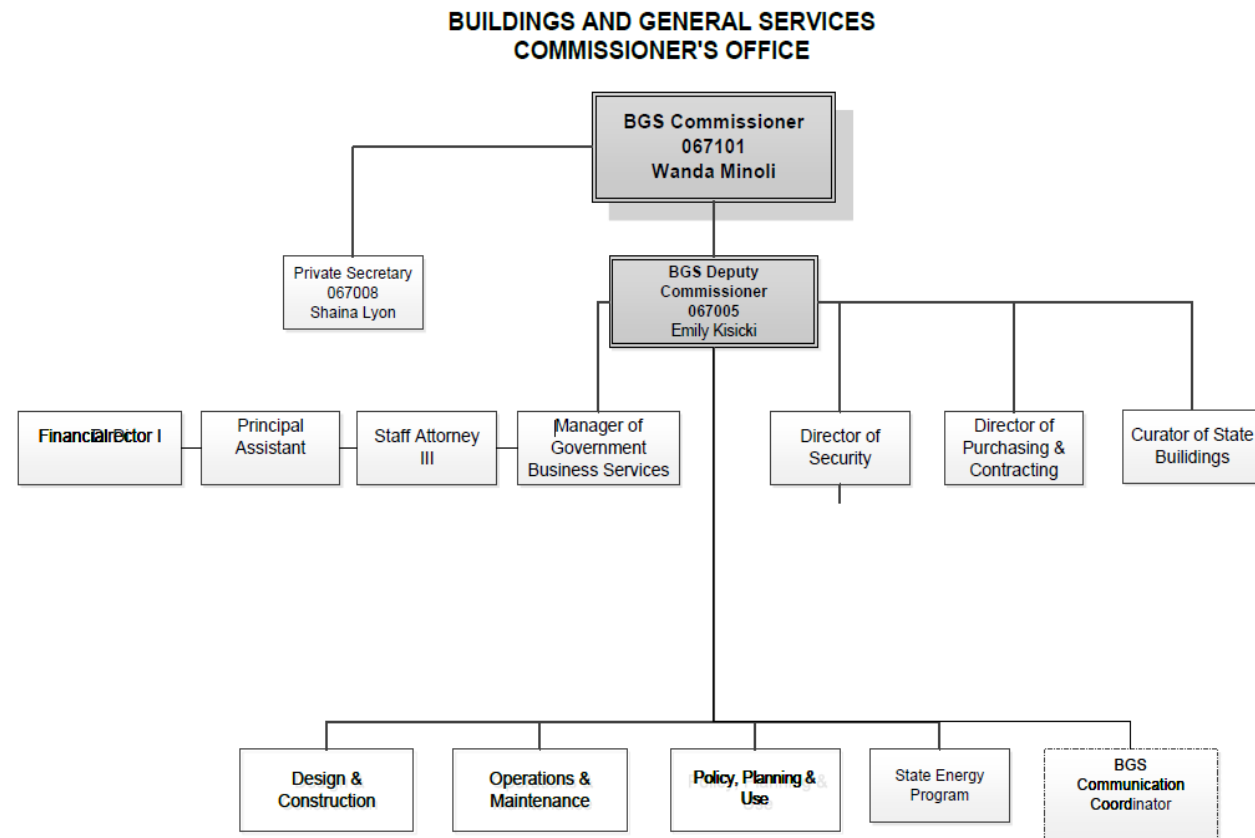 BUILDINGS AND GENERAL SERVICES
COMMISSIONER'S OFFICE
BGS Commissioner
067101
Wanda Minoli
Private Secretary
067008
Shaina Lyon
BGS Deputy
Commissioner
067005
Emily Kisicki
Financial
Principal
Assistant
Staff Attorney
III
Manager of
Government
Business Services
Director of
Security
Director of
Purchasing &
Contracting
Curator of State
Builidings
Design &
Construction
Operations &
Maintenance
Policy, Planning &
Use
State Energy
Program
BGS
Communication
Coordinator